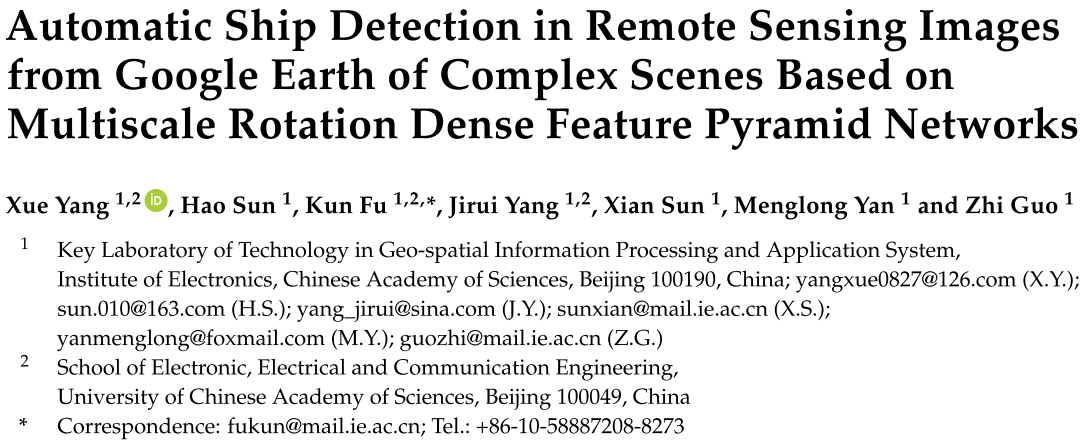 Automatic Ship Detection in Remote Sensing Images
from Google Earth of Complex Scenes Based on
Multiscale Rotation Dense Feature Pyramid Networks
Xue Yang 1,2 iD, Hao Sun 1, Kun Fu 1,2,*, Jirui Yang 1,2, Xian Sun 1, Menglong Yan 1 and Zhi Guo 1
1 Key Laboratory of Technology in Geo-spatial Information Processing and Application System,
Institute of Electronics, Chinese Academy of Sciences, Beijing 100190, China; yangxue0827@126.com (X.Y.);
sun.010@163.com (H.S.); yang_jirui@sina.com (J.Y.); sunxian@mail.ie.ac.cn (X.S.);
yanmenglong@foxmail.com (M.Y.); guozhi@mail.ie.ac.cn (Z.G.)
2 School of Electronic, Electrical and Communication Engineering,
University of Chinese Academy of Sciences, Beijing 100049, China
* Correspondence: fukun@mail.ie.ac.cn; Tel.: +86-10-58887208-8273